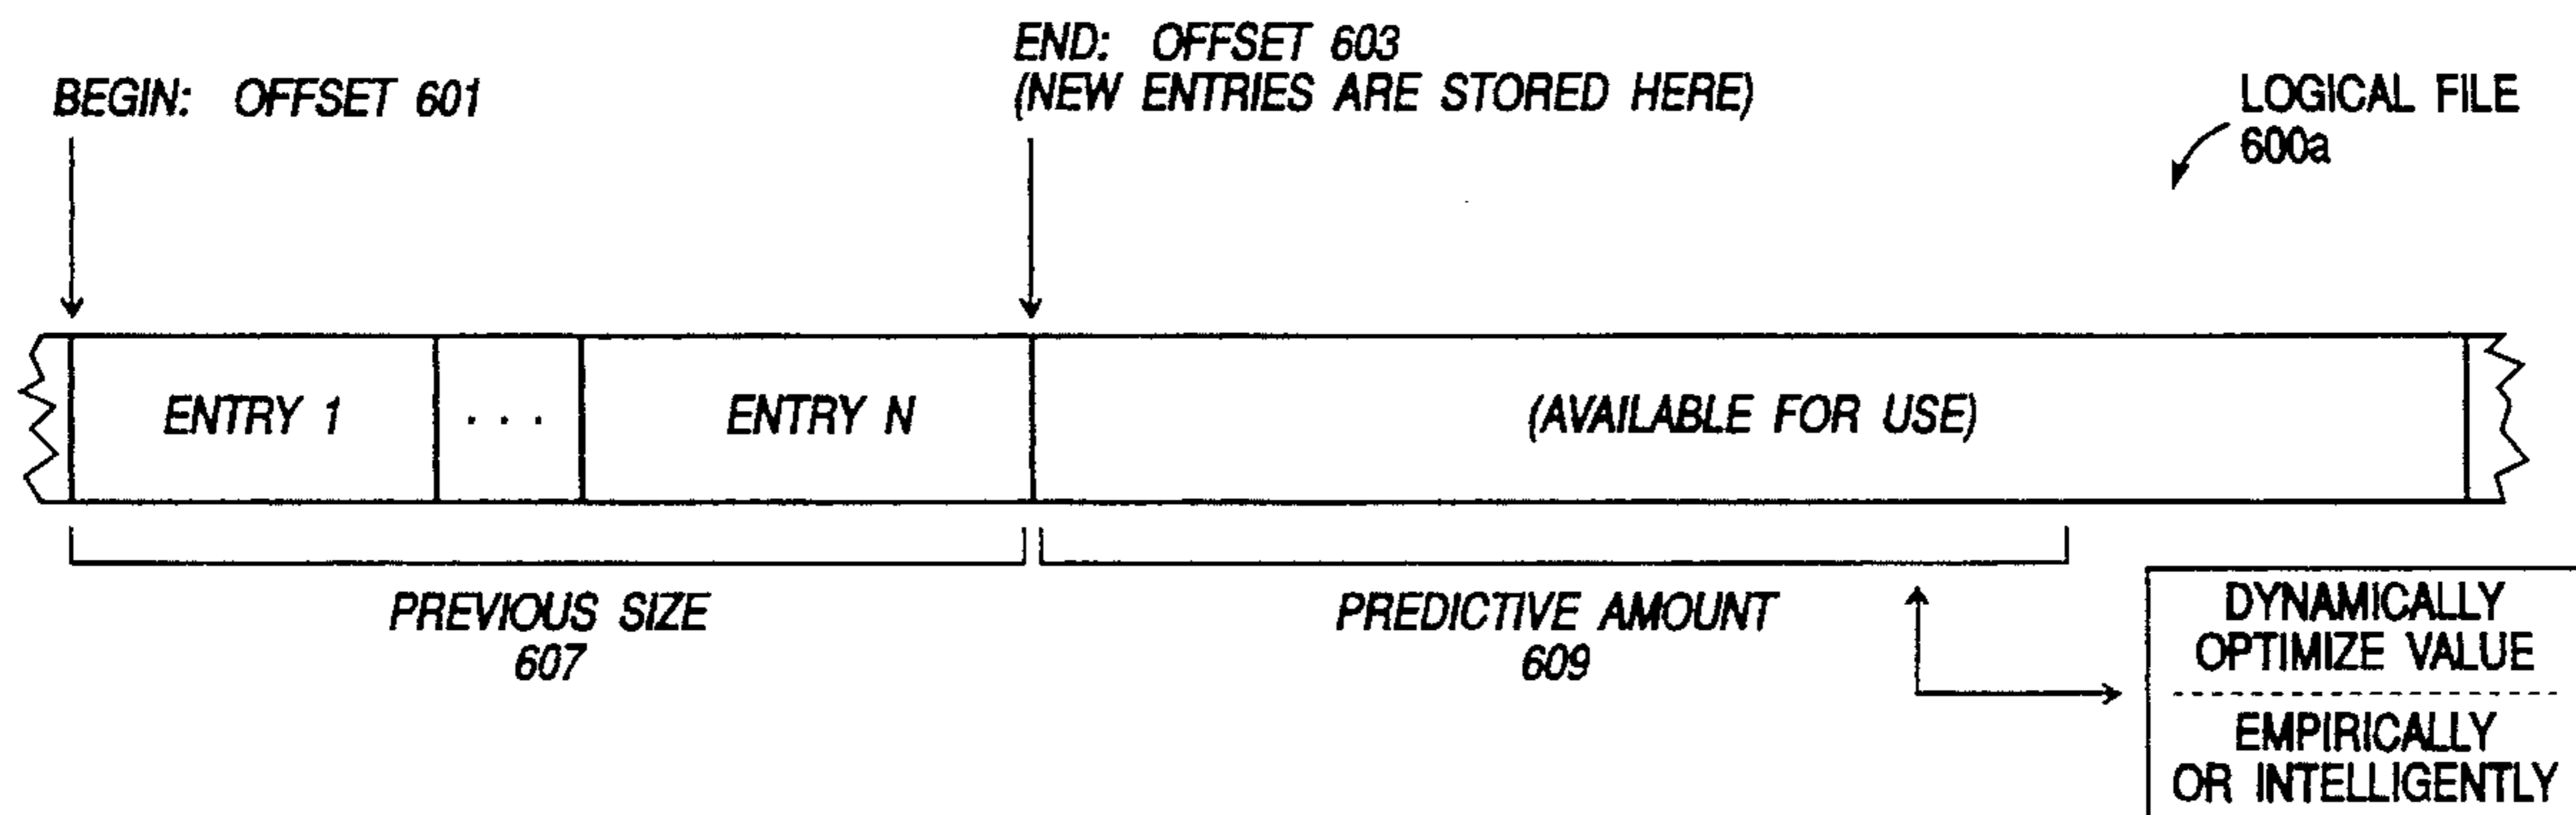 BEGIN: OFFSET 601
END: OFFSET 603
(NEW ENTRIES ARE STORED HERE)
LOGICAL FILE
600a
ENTRY 1
. . .
ENTRY N
(AVAILABLE FOR USE)
PREVIOUS SIZE
607
PREDICTIVE AMOUNT
609
DYNAMICALLY
OPTIMIZE VALUE
EMPIRICALLY
OR INTELLIGENTLY